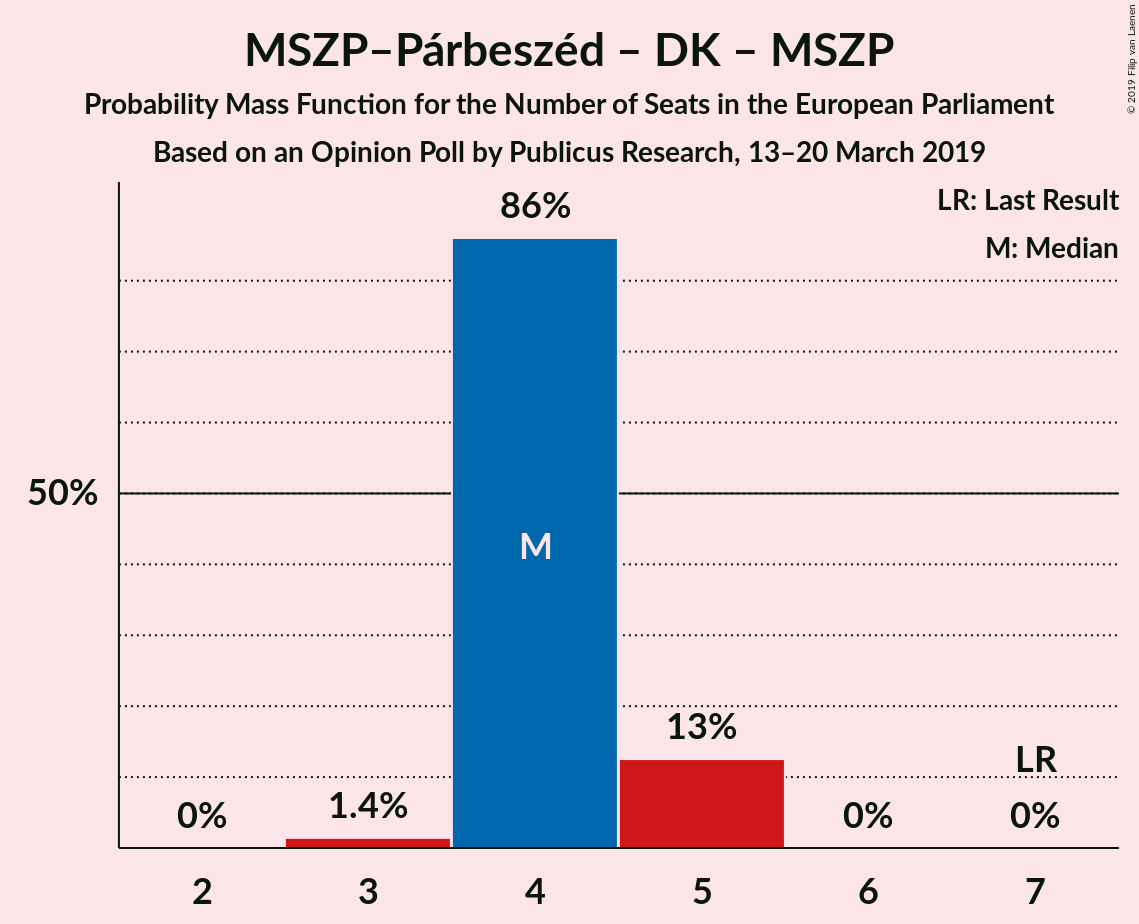 MSZP–Párbeszéd – DK – MSZP
Probability Mass Function for the Number of Seats in the European Parliament
Based on an Opinion Poll by Publicus Research, 13–20 March 2019
© 2019 Filip van Laenen
LR: Last Result
M: Median
86%
50%
M
13%
LR
0%
1.4%
0%
0%
2
3
4
5
6
7